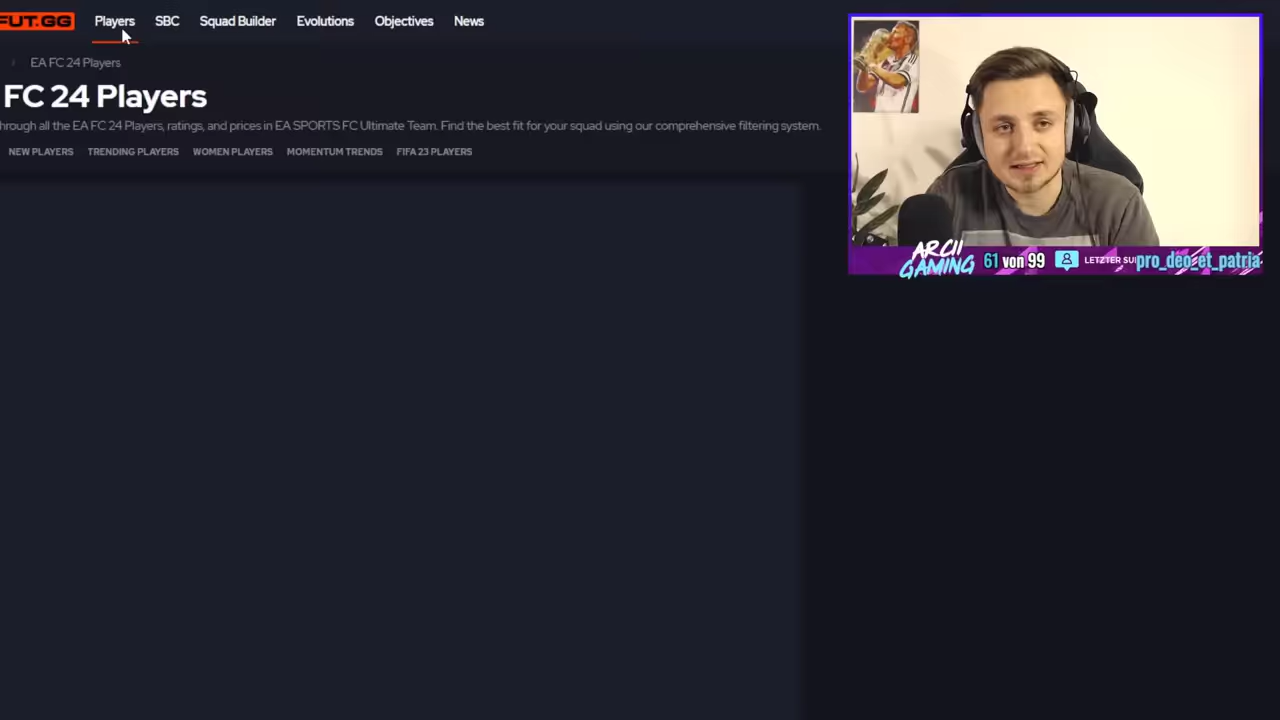 FUT.GG Players SBC Squad Builder Evolutions Objectives News
EA FC 24 Players
FC 24 Players
hrough all the EA FC 24 Players, ratings, and prices in EA SPORTS FC Ultimate Team. Find the best fit for your squad using our comprehensive filtering system.
NEW PLAYERS TRENDING PLAYERS WOMEN PLAYERS MOMENTUM TRENDS FIFA 23 PLAYERS
ARCII
GAMING
61 von 99
LETZTER SU
pro_deo_et_patria